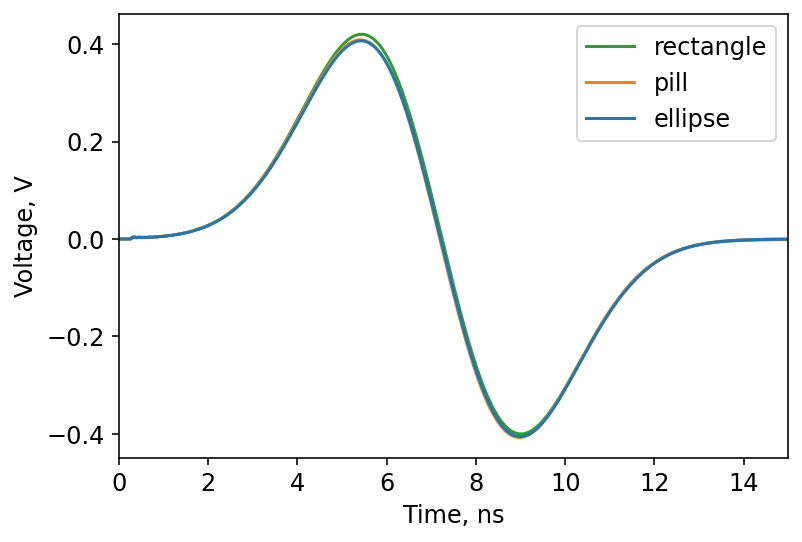 rectangle
pill
ellipse
0.4
0.2
0.0
−0.2
−0.4
Voltage, V
0 2 4 6 8 10 12 14
Time, ns